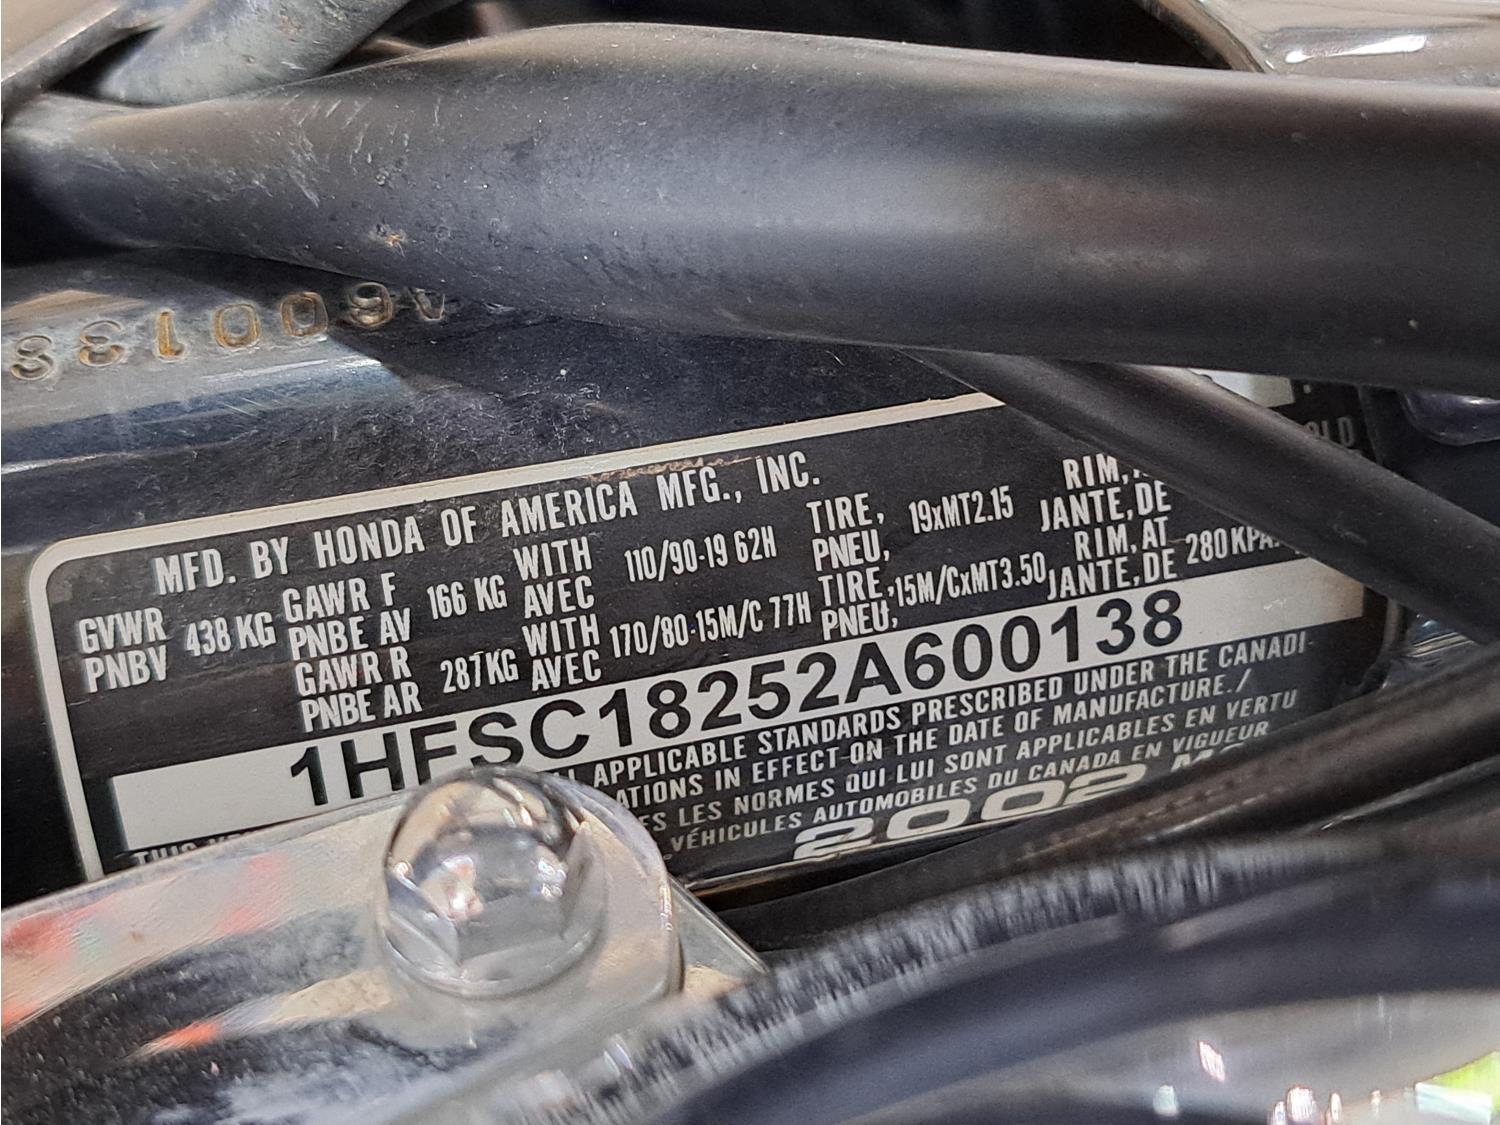 A600138
MFD. BY HONDA OF AMERICA MFG., INC.
GVWR 438 KG GAWR F 166 KG WITH 110/90-19 62H TIRE, 19xMT2.15 RIM,
PNBV PNBE AV AVEC PNEU, JANTE, DE
GAWR R 287 KG WITH 170/80-15M/C 77H TIRE, 15M/CxMT3.50 RIM, AT 280 KPA
PNBE AR AVEC PNEU, JANTE, DE
1HFSC18252A600138
THIS
APPLICABLE STANDARDS PRESCRIBED UNDER THE CANADI-
IN EFFECT ON THE DATE OF MANUFACTURE./
LES NORMES QUI LUI SONT APPLICABLES EN VERTU
VÉHICULES AUTOMOBILES DU CANADA EN VIGUEUR
2002